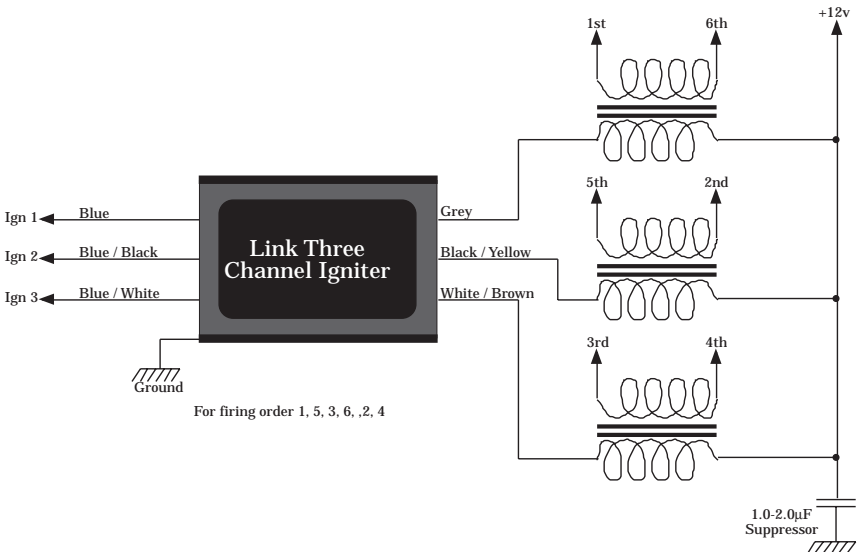 +12v
1st
6th
5th
2nd
Ign 1
Blue
Grey
Ign 2
Blue / Black
Link Three
Channel Igniter
Black / Yellow
Ign 3
Blue / White
White / Brown
3rd
4th
Ground
For firing order 1, 5, 3, 6, ,2, 4
1.0-2.0µF
Suppressor